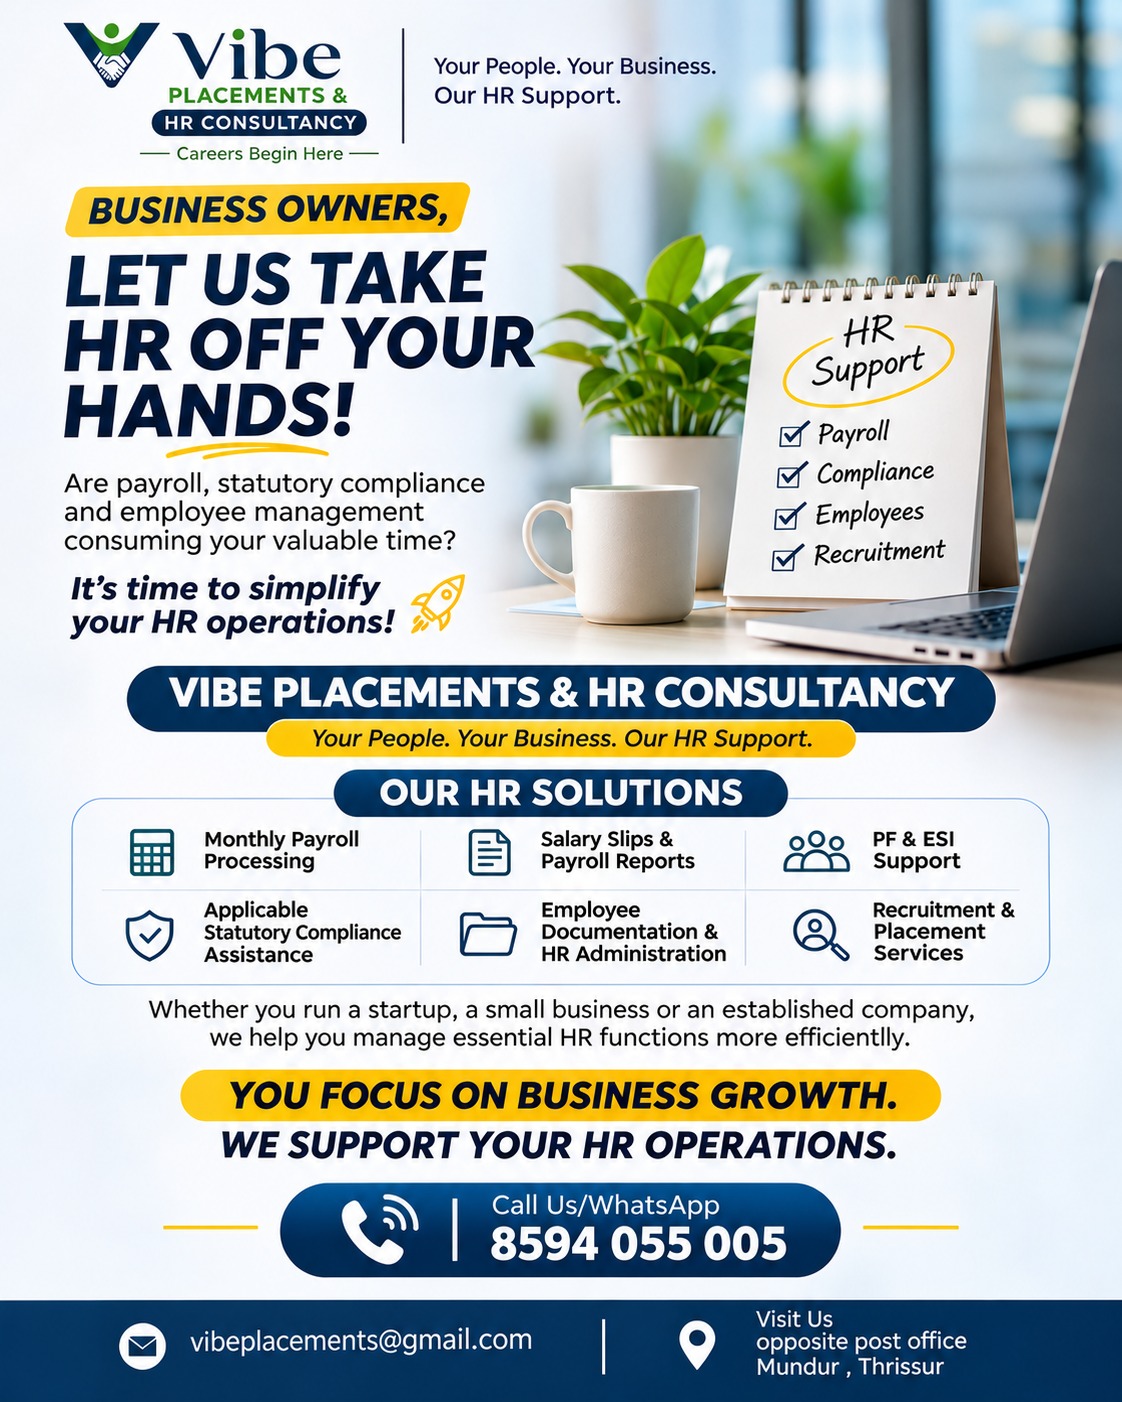 Vibe
PLACEMENTS &
HR CONSULTANCY
Careers Begin Here
Your People. Your Business.
Our HR Support.
BUSINESS OWNERS,
LET US TAKE
HR OFF YOUR
HANDS!
Are payroll, statutory compliance
and employee management
consuming your valuable time?
It's time to simplify
your HR operations!
HR
Support
Payroll
Compliance
Employees
Recruitment
VIBE PLACEMENTS & HR CONSULTANCY
Your People. Your Business. Our HR Support.
OUR HR SOLUTIONS
Monthly Payroll
Processing
Salary Slips &
Payroll Reports
PF & ESI
Support
Applicable
Statutory Compliance
Assistance
Employee
Documentation &
HR Administration
Recruitment &
Placement
Services
Whether you run a startup, a small business or an established company,
we help you manage essential HR functions more efficientlly.
YOU FOCUS ON BUSINESS GROWTH.
WE SUPPORT YOUR HR OPERATIONS.
Call Us/WhatsApp
8594 055 005
vibeplacements@gmail.com
Visit Us
opposite post office
Mundur , Thrissur